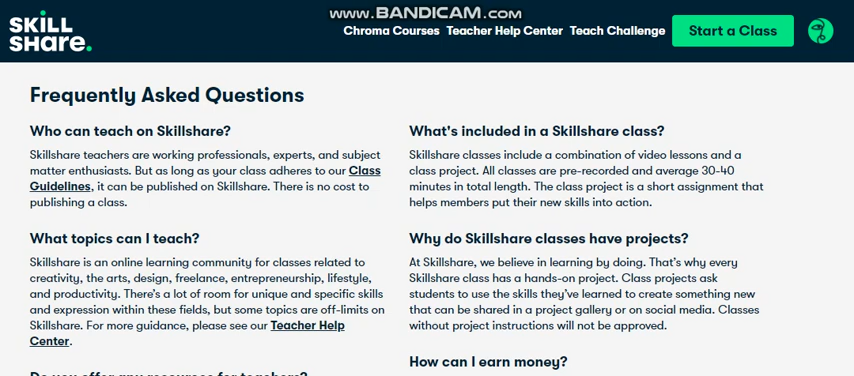 www.BANDICAM.com
SKILL
SHARE.
Chroma Courses Teacher Help Center Teach Challenge Start a Class
Frequently Asked Questions
Who can teach on Skillshare?
Skillshare teachers are working professionals, experts, and subject
matter enthusiasts. But as long as your class adheres to our Class
Guidelines, it can be published on Skillshare. There is no cost to
publishing a class.
What topics can I teach?
Skillshare is an online learning community for classes related to
creativity, the arts, design, freelance, entrepreneurship, lifestyle,
and productivity. There's a lot of room for unique and specific skills
and expression within these fields, but some topics are off-limits on
Skillshare. For more guidance, please see our Teacher Help
Center.
Do you offer any resources for teachers?
What's included in a Skillshare class?
Skillshare classes include a combination of video lessons and a
class project. All classes are pre-recorded and average 30-40
minutes in total length. The class project is a short assignment that
helps members put their new skills into action.
Why do Skillshare classes have projects?
At Skillshare, we believe in learning by doing. That's why every
Skillshare class has a hands-on project. Class projects ask
students to use the skills they've learned to create something new
that can be shared in a project gallery or on social media. Classes
without project instructions will not be approved.
How can I earn money?